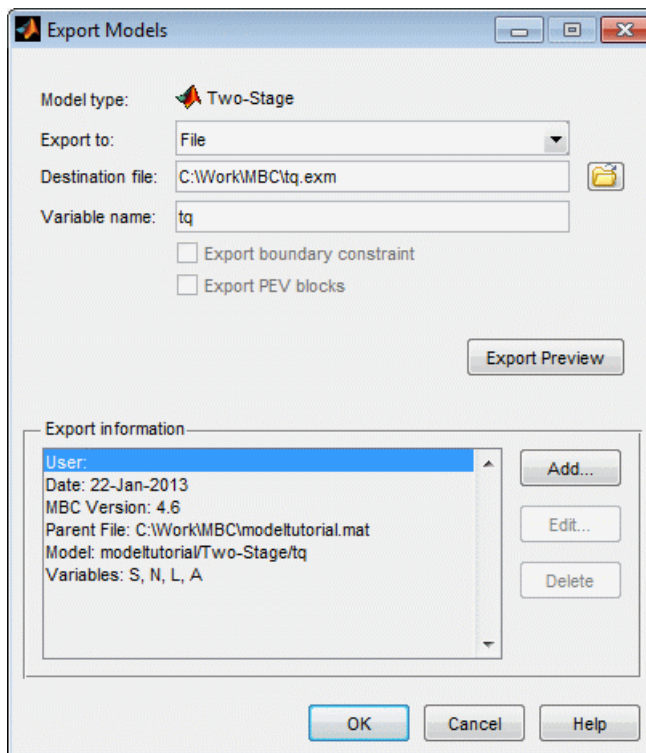 Export Models
Model type: Two-Stage
Export to: File
Destination file: C:\Work\MBC\tq.exm
Variable name: tq
Export boundary constraint
Export PEV blocks
Export Preview
Export information
User:
Date: 22-Jan-2013
MBC Version: 4.6
Parent File: C:\Work\MBC\modeltutorial.mat
Model: modeltutorial/Two-Stage/tq
Variables: S, N, L, A
Add...
Edit...
Delete
OK Cancel Help